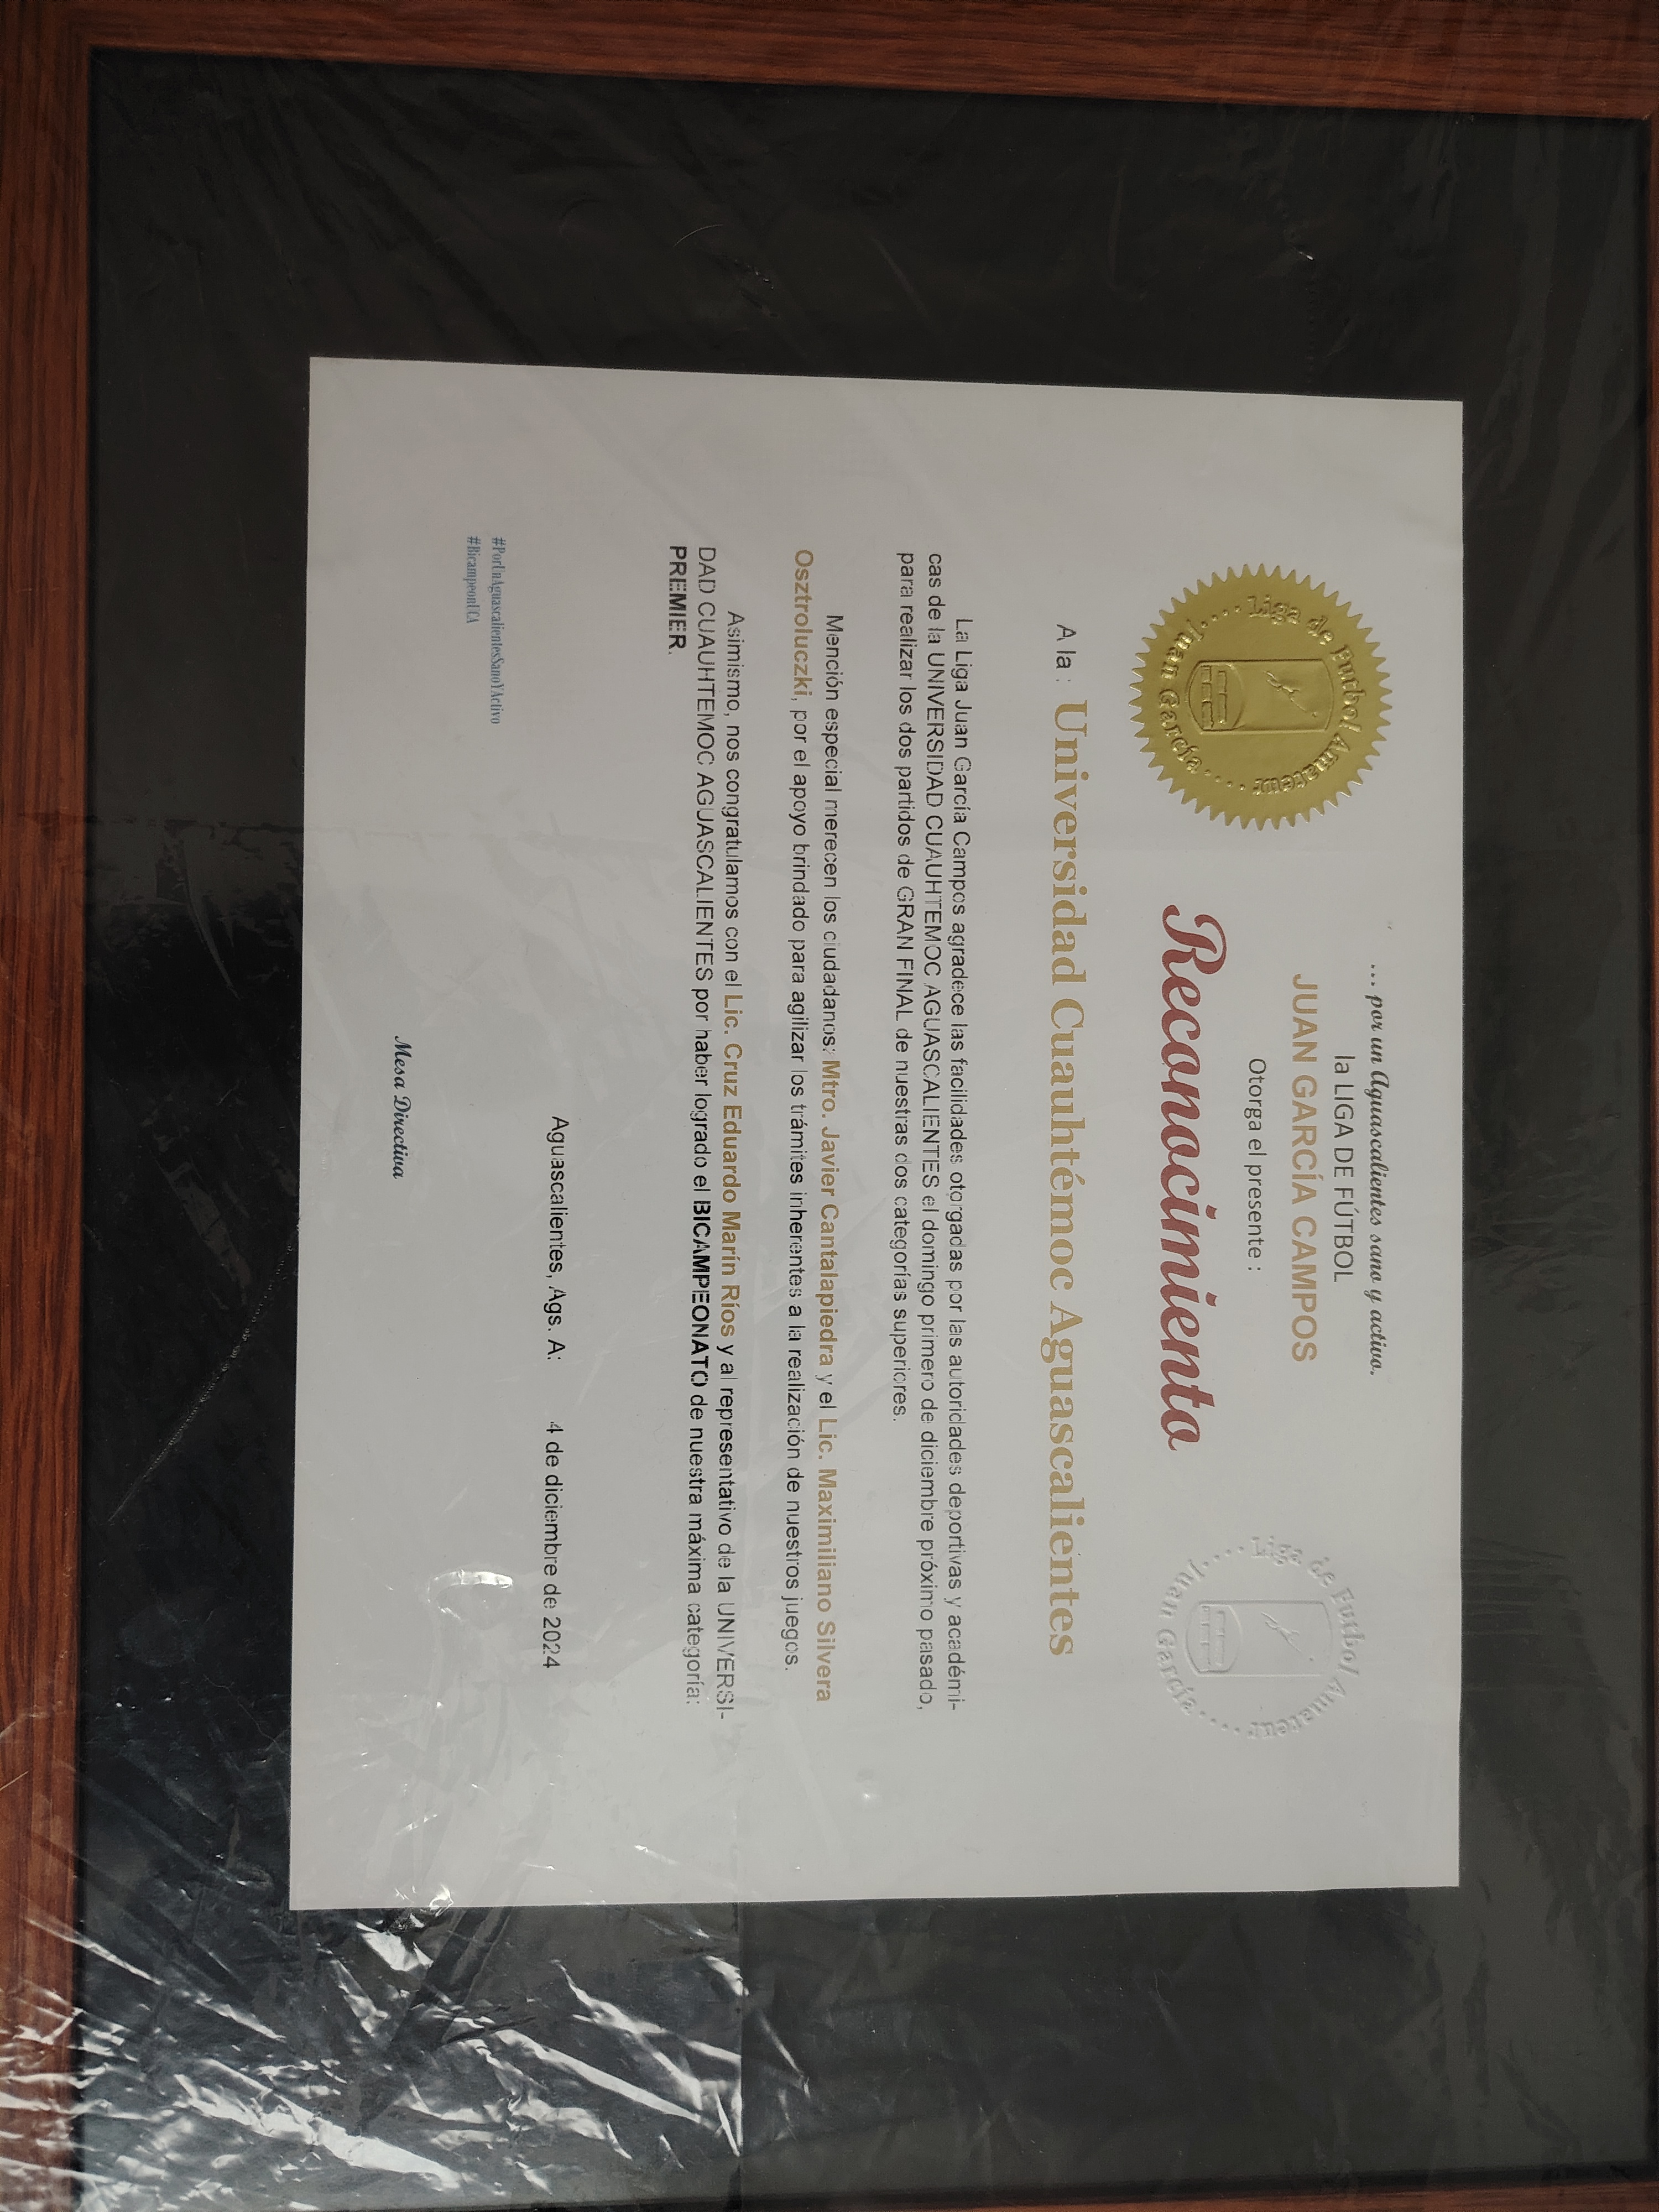 ... por un Aguascalientes sano y activo.
la LIGA DE FÚTBOL
JUAN GARCÍA CAMPOS
Otorga el presente :
Reconocimiento
Liga de Futbol Amateur
Juan García
Liga de Futbol Amateur
Juan García
A la : Universidad Cuauhtémoc Aguascalientes
La Liga Juan García Campos agradece las facilidades otorgadas por las autoridades deportivas y académi-
cas de la UNIVERSIDAD CUAUHTEMOC AGUASCALIENTES el domingo primero de diciembre próximo pasado,
para realizar los dos partidos de GRAN FINAL de nuestras dos categorías superiores.
Mención especial merecen los ciudadanos: Mtro. Javier Cantalapiedra y el Lic. Maximiliano Silvera
Osztroluczki, por el apoyo brindado para agilizar los trámites inherentes a la realización de nuestros juegos.
Asimismo, nos congratulamos con el Lic. Cruz Eduardo Marín Ríos y al representativo de la UNIVERSI-
DAD CUAUHTEMOC AGUASCALIENTES por haber logrado el BICAMPEONATO de nuestra máxima categoría:
PREMIER.
Aguascalientes, Ags. A: 4 de diciembre de 2024
#PorUnAguascalientesSanoYActivo
#BicampeonUCA
Mesa Directiva